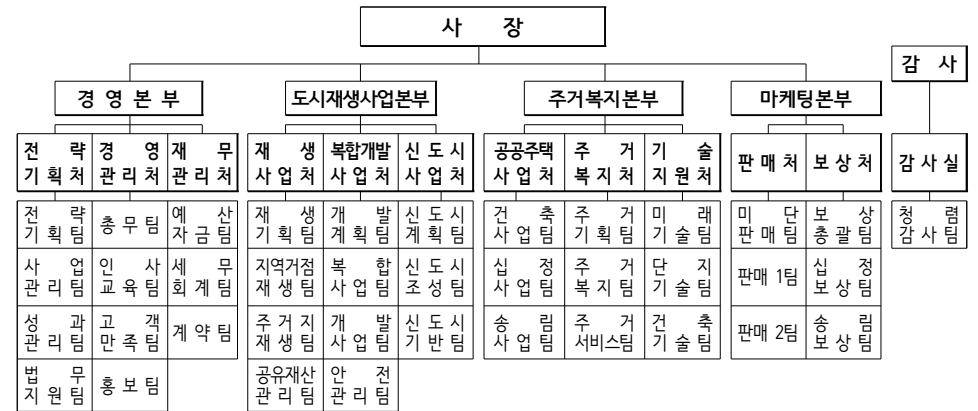 사 장
감 사
경 영 본 부
도시재생사업본부
주거복지본부
마케팅본부
전 략
기 획 처
경 영
관 리 처
재 무
관 리 처
재 생
사 업 처
복합개발
사 업 처
신 도 시
사 업 처
공공주택
사 업 처
주 거
복 지 처
기 술
지 원 처
판 매 처
보 상 처
감 사 실
전 략
기 획 팀
총 무 팀
예 산
자 금 팀
재 생
기 획 팀
개 발
계 획 팀
신 도 시
계 획 팀
건 축
사 업 팀
주 거
기 획 팀
미 래
기 술 팀
미 단
판 매 팀
보 상
총 괄 팀
청 렴
감 사 팀
사 업
관 리 팀
인 사
교 육 팀
세 무
회 계 팀
지역거점
재 생 팀
복 합
사 업 팀
신 도 시
조 성 팀
십 정
사 업 팀
주 거
복 지 팀
단 지
기 술 팀
판매 1팀
십 정
보 상 팀
성 과
관 리 팀
고 객
만 족 팀
계 약 팀
주 거 지
재 생 팀
개 발
사 업 팀
신 도 시
기 반 팀
송 림
사 업 팀
주 거
서비스팀
건 축
기 술 팀
판매 2팀
송 림
보 상 팀
법 무
지 원 팀
홍 보 팀
공유재산
관 리 팀
안 전
관 리 팀